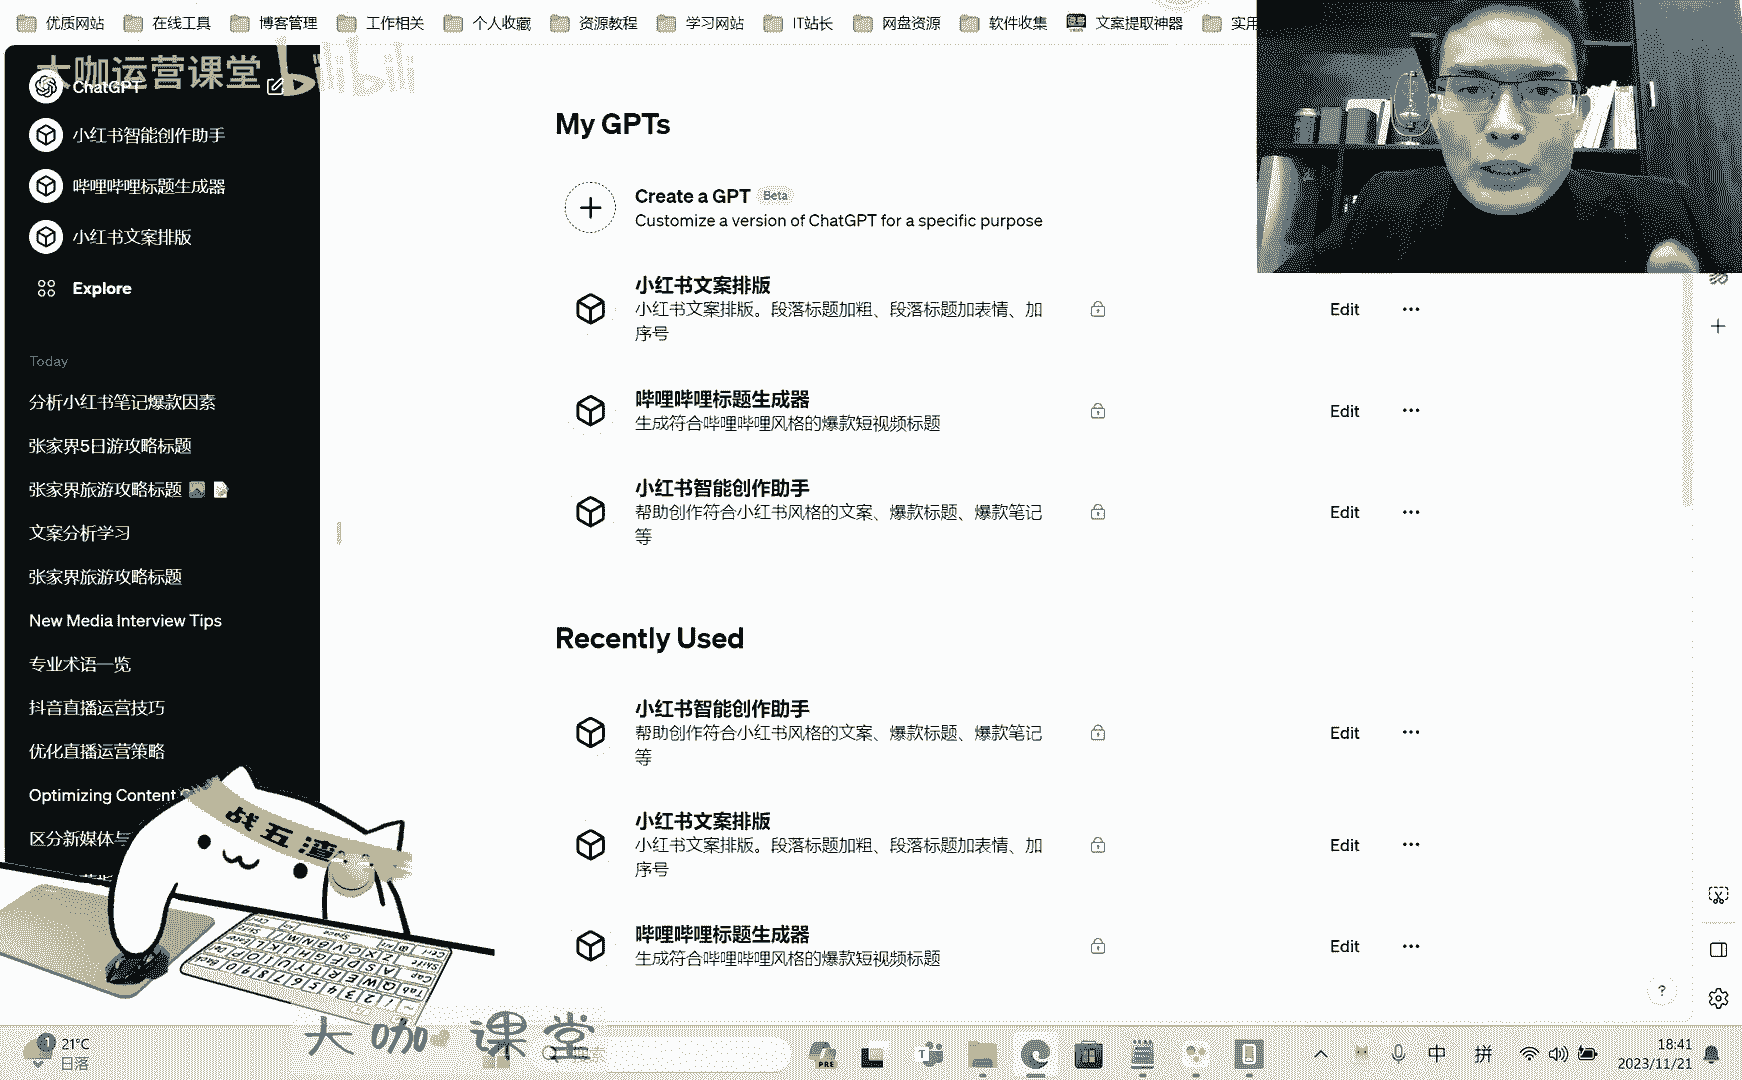 优质网站
在线工具
博客管理
工作相关
个人收藏
资源教程
学习网站
IT站长
网盘资源
软件收集
文案提取神器
实用
大咖运营课堂
bilibili
ChatGPT
小红书智能创作助手
哔哩哔哩标题生成器
小红书文案排版
Explore
Today
分析小红书笔记爆款因素
张家界5日游攻略标题
张家界旅游攻略标题
文案分析学习
张家界旅游攻略标题
New Media Interview Tips
专业术语一览
抖音直播运营技巧
优化直播运营策略
Optimizing Content
区分新媒体与
My GPTs
Create a GPT Beta
Customize a version of ChatGPT for a specific purpose
小红书文案排版
小红书文案排版。段落标题加粗、段落标题加表情、加
序号
Edit
哔哩哔哩标题生成器
生成符合哔哩哔哩风格的爆款短视频标题
Edit
小红书智能创作助手
帮助创作符合小红书风格的文案、爆款标题、爆款笔记
等
Edit
Recently Used
小红书智能创作助手
帮助创作符合小红书风格的文案、爆款标题、爆款笔记
等
Edit
小红书文案排版
小红书文案排版。段落标题加粗、段落标题加表情、加
序号
Edit
哔哩哔哩标题生成器
生成符合哔哩哔哩风格的爆款短视频标题
Edit
?
战五渣
大咖课堂
1
21°C
日落
PRE
中
拼
18:41
2023/11/21